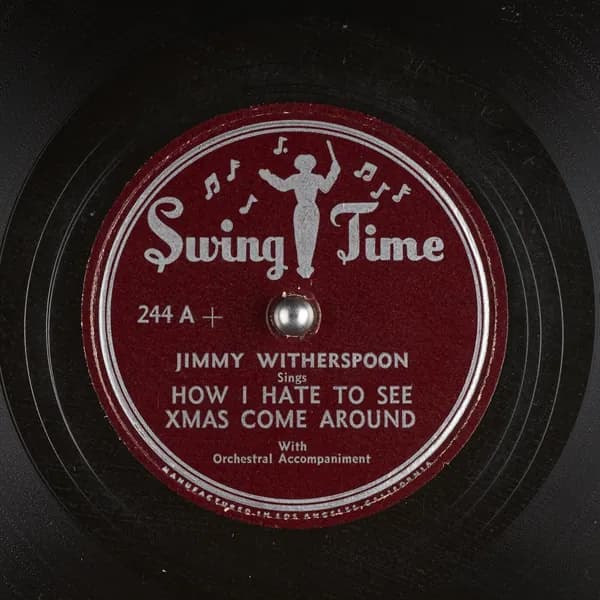 Swing Time
244 A +
JIMMY WITHERSPOON
Sings
HOW I HATE TO SEE
XMAS COME AROUND
With
Orchestral Accompaniment
MANUFACTURED IN LOS ANGELES, CALIFORNIA